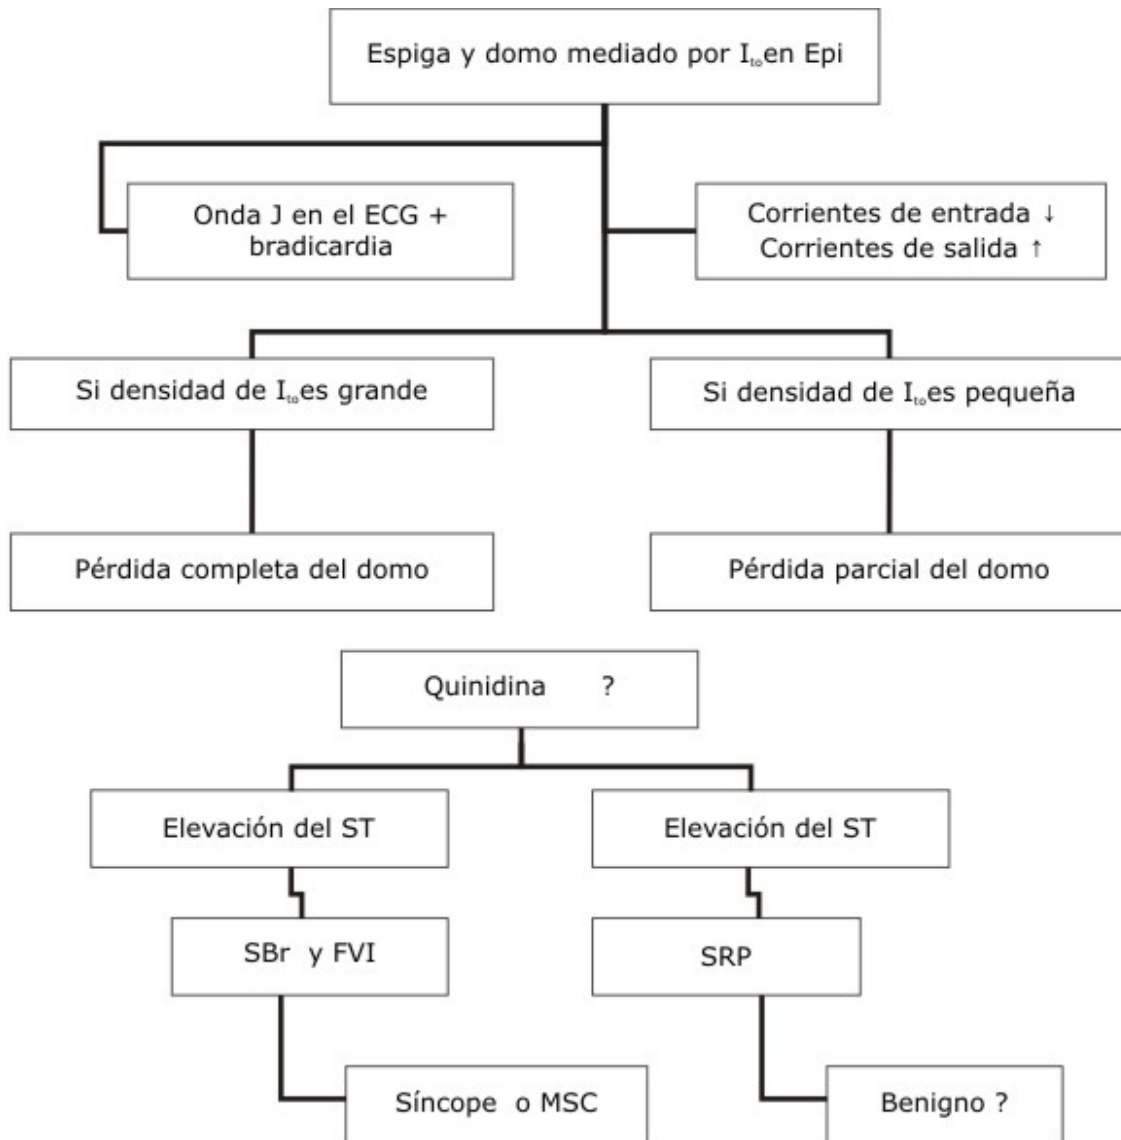 Espiga y domo mediado por Ito en Epi
Onda J en el ECG +
bradicardia
Corrientes de entrada ↓
Corrientes de salida ↑
Si densidad de Ito es grande
Si densidad de Ito es pequeña
Pérdida completa del domo
Pérdida parcial del domo
Quinidina ?
Elevación del ST
Elevación del ST
SBr y FVI
SRP
Síncope o MSC
Benigno ?